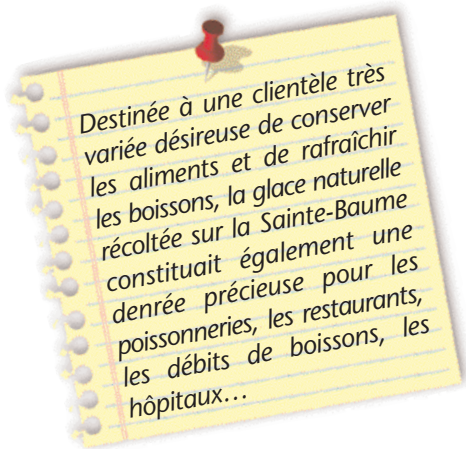 Destinée à une clientèle très
variée désireuse de conserver
les aliments et de rafraîchir
les boissons, la glace naturelle
récoltée sur la Sainte-Baume
constituait également une
denrée précieuse pour les
poissonneries, les restaurants,
les débits de boissons, les
hôpitaux…